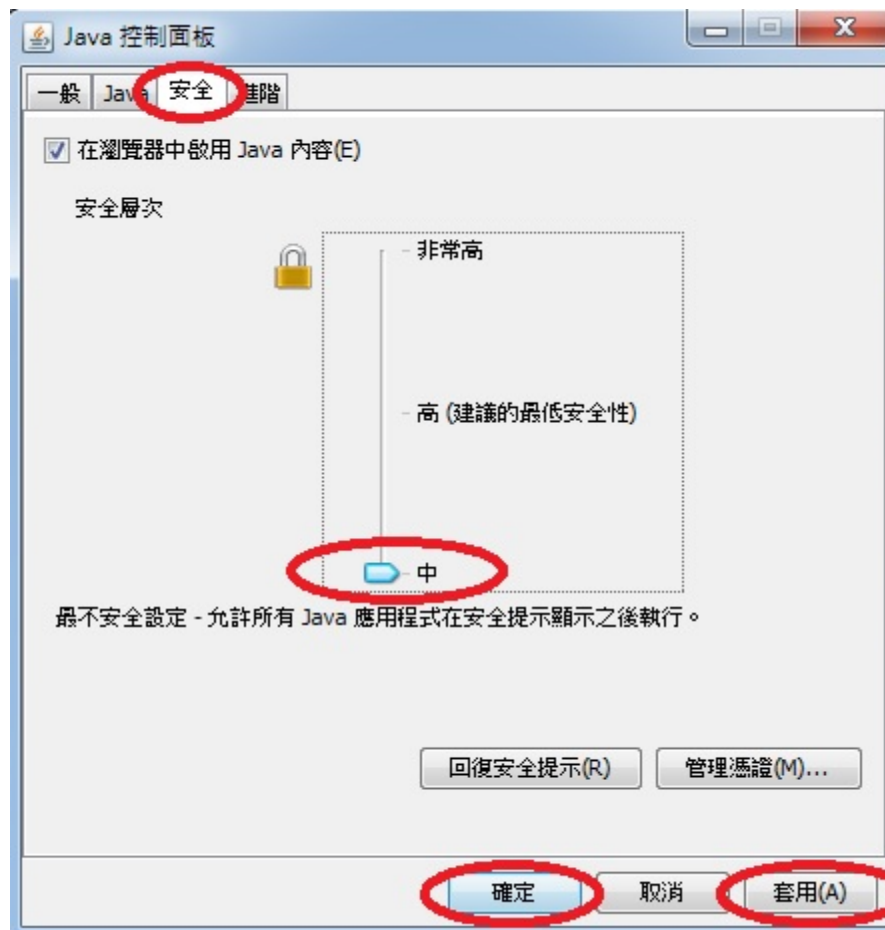 Java 控制面板
一般 Java 安全 進階
在瀏覽器中啟用 Java 內容(E)
安全層次
非常高
高 (建議的最低安全性)
中
最不安全設定 - 允許所有 Java 應用程式在安全提示顯示之後執行。
回復安全提示(R) 管理憑證(M)...
確定 取消 套用(A)